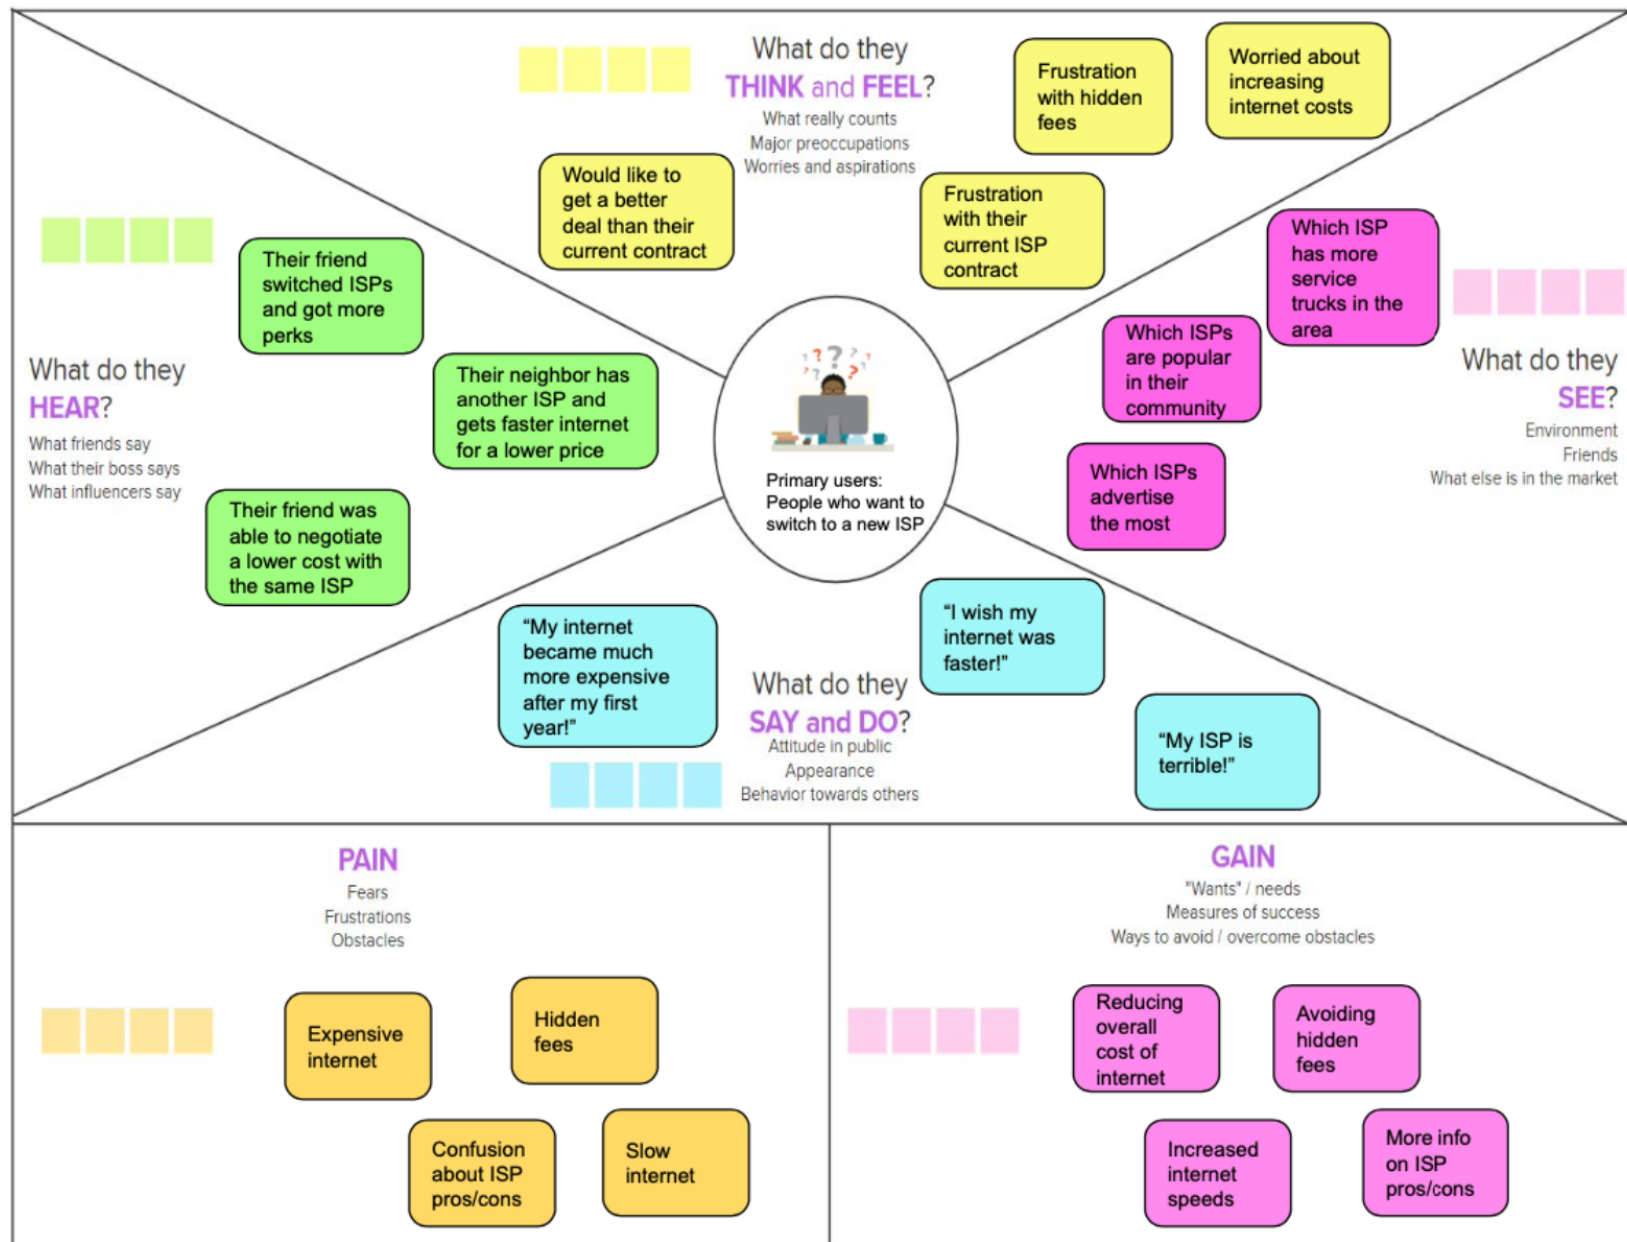 What do they
THINK and FEEL?
What really counts
Major preoccupations
Worries and aspirations
Would like to
get a better
deal than their
current contract
Frustration
with hidden
fees
Worried about
increasing
internet costs
Frustration
with their
current ISP
contract
What do they
HEAR?
What friends say
What their boss says
What influencers say
Their friend
switched ISPs
and got more
perks
Their neighbor has
another ISP and
gets faster internet
for a lower price
Their friend was
able to negotiate
a lower cost with
the same ISP
? ? ? ? ? ? ? ?
Primary users:
People who want to
switch to a new ISP
Which ISP
has more
service
trucks in the
area
Which ISPs
are popular
in their
community
Which ISPs
advertise
the most
What do they
SEE?
Environment
Friends
What else is in the market
“My internet
became much
more expensive
after my first
year!”
What do they
SAY and DO?
Attitude in public
Appearance
Behavior towards others
“I wish my
internet was
faster!”
“My ISP is
terrible!”
PAIN
Fears
Frustrations
Obstacles
Expensive
internet
Hidden
fees
Confusion
about ISP
pros/cons
Slow
internet
GAIN
"Wants" / needs
Measures of success
Ways to avoid / overcome obstacles
Reducing
overall
cost of
internet
Avoiding
hidden
fees
Increased
internet
speeds
More info
on ISP
pros/cons